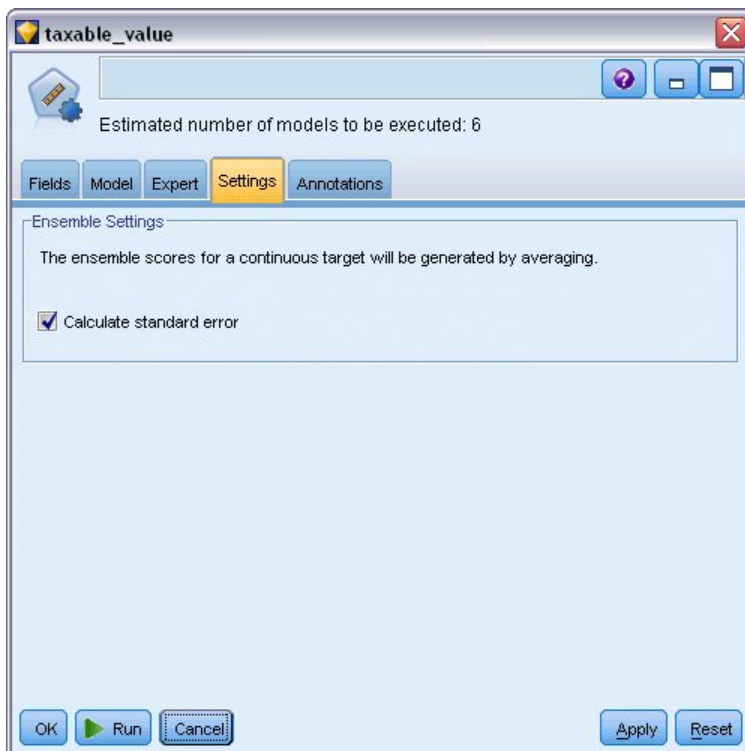 taxable_value
Estimated number of models to be executed: 6
Fields Model Expert Settings Annotations
Ensemble Settings
The ensemble scores for a continuous target will be generated by averaging.
Calculate standard error
OK Run Cancel Apply Reset